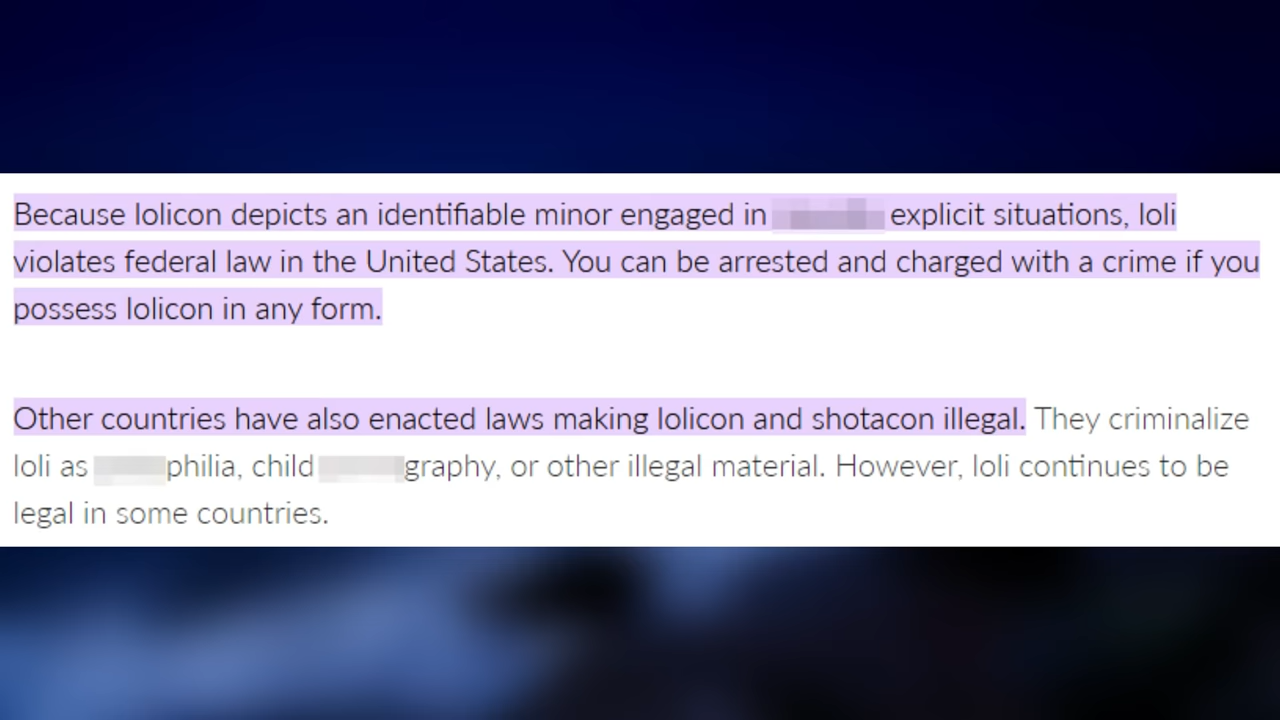 Because lolicon depicts an identifiable minor engaged in explicit situations, loli
violates federal law in the United States. You can be arrested and charged with a crime if you
possess lolicon in any form.
Other countries have also enacted laws making lolicon and shotacon illegal. They criminalize
loli as philia, child graphy, or other illegal material. However, loli continues to be
legal in some countries.